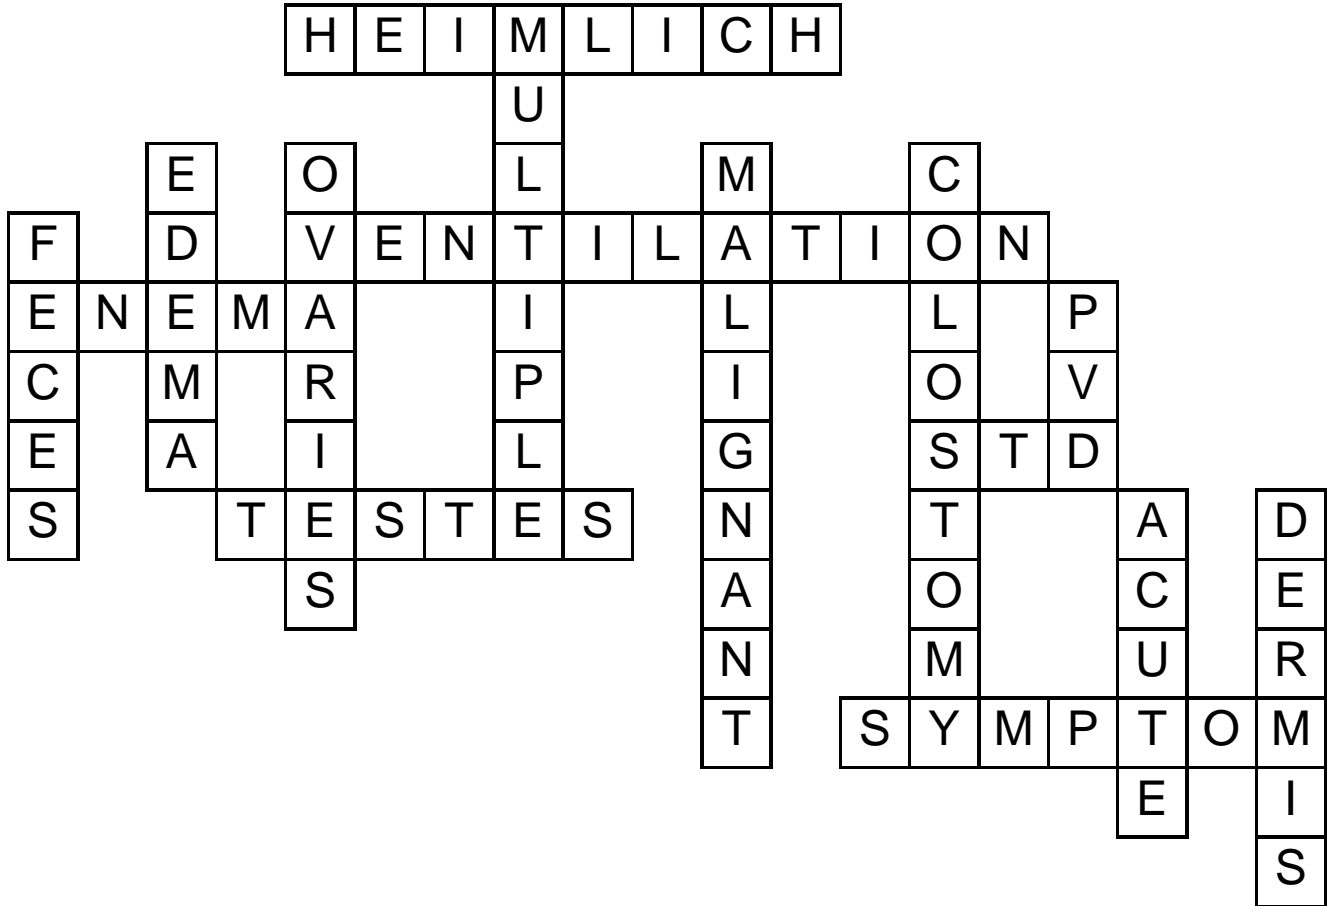 HEIMLICH
U
E O L M C
F D VENTILATION
ENEMA I L L P
C M R P I O V
E A I L G STD
S TESTES N T A D
S A O C E
N M U R
T SYMPTOM
E I
S